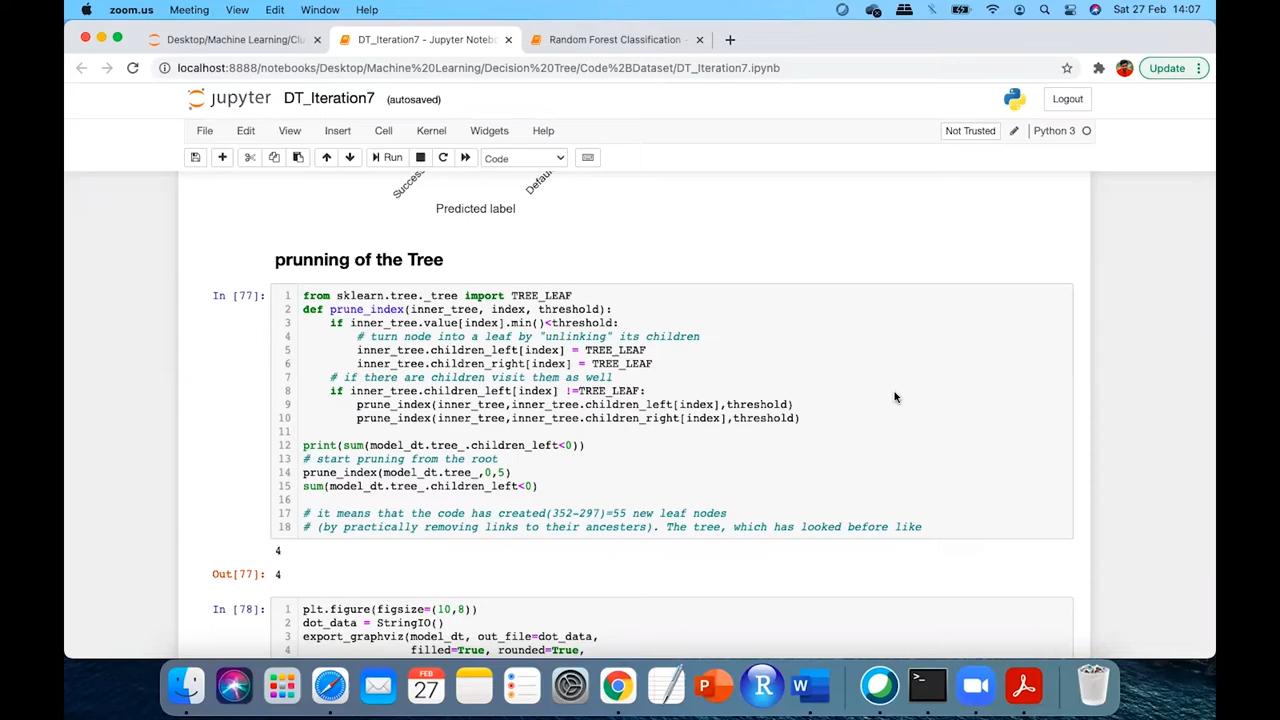 zoom.us Meeting View Edit Window Help Sat 27 Feb 14:07
Desktop/Machine Learning/Clu DT_Iteration7 - Jupyter Notebo Random Forest Classification -
localhost:8888/notebooks/Desktop/Machine%20Learning/Decision%20Tree/Code%2BDataset/DT_Iteration7.ipynb Update
jupyter DT_Iteration7 (autosaved) Logout
File Edit View Insert Cell Kernel Widgets Help Not Trusted Python 3
Run Code
Success Default
Predicted label
prunning of the Tree
In [77]: 1 from sklearn.tree._tree import TREE_LEAF
2 def prune_index(inner_tree, index, threshold):
3 if inner_tree.value[index].min()<threshold:
4 # turn node into a leaf by "unlinking" its children
5 inner_tree.children_left[index] = TREE_LEAF
6 inner_tree.children_right[index] = TREE_LEAF
7 # if there are children visit them as well
8 if inner_tree.children_left[index] !=TREE_LEAF:
9 prune_index(inner_tree,inner_tree.children_left[index],threshold)
10 prune_index(inner_tree,inner_tree.children_right[index],threshold)
11
12 print(sum(model_dt.tree_.children_left<0))
13 # start pruning from the root
14 prune_index(model_dt.tree_,0,5)
15 sum(model_dt.tree_.children_left<0)
16
17 # it means that the code has created(352-297)=55 new leaf nodes
18 # (by practically removing links to their ancesters). The tree, which has looked before like
4
Out[77]: 4
In [78]: 1 plt.figure(figsize=(10,8))
2 dot_data = StringIO()
3 export_graphviz(model_dt, out_file=dot_data,
4 filled=True, rounded=True,
FEB
27